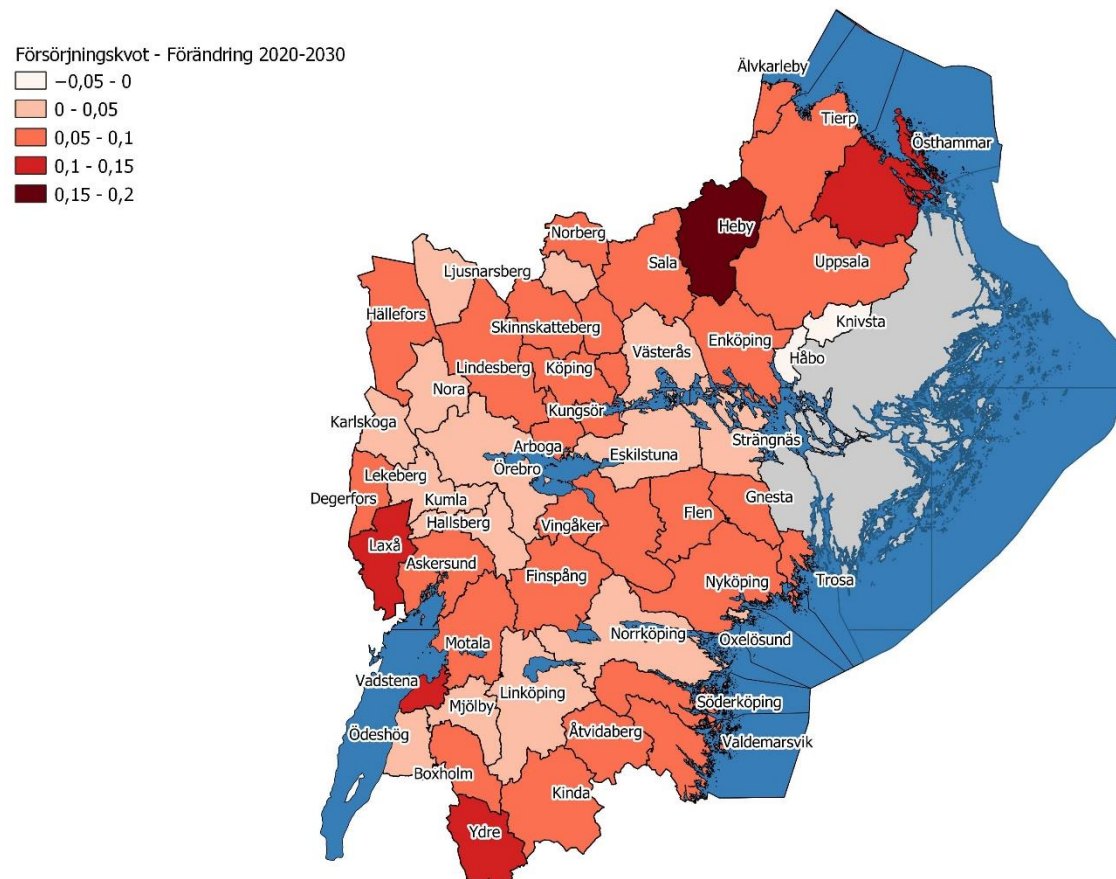 Försörjningskvot - Förändring 2020-2030
−0,05 - 0
0 - 0,05
0,05 - 0,1
0,1 - 0,15
0,15 - 0,2
Älvkarleby
Tierp
Östhammar
Heby
Norberg
Sala
Uppsala
Ljusnarsberg
Hällefors
Skinnskatteberg
Knivsta
Enköping
Västerås
Håbo
Lindesberg
Köping
Nora
Kungsör
Karlskoga
Strängnäs
Arboga
Eskilstuna
Örebro
Lekeberg
Degerfors
Kumla
Gnesta
Flen
Hallsberg
Vingåker
Laxå
Askersund
Finspång
Nyköping
Trosa
Norrköping
Oxelösund
Motala
Vadstena
Linköping
Söderköping
Mjölby
Ödeshög
Åtvidaberg
Valdemarsvik
Boxholm
Kinda
Ydre